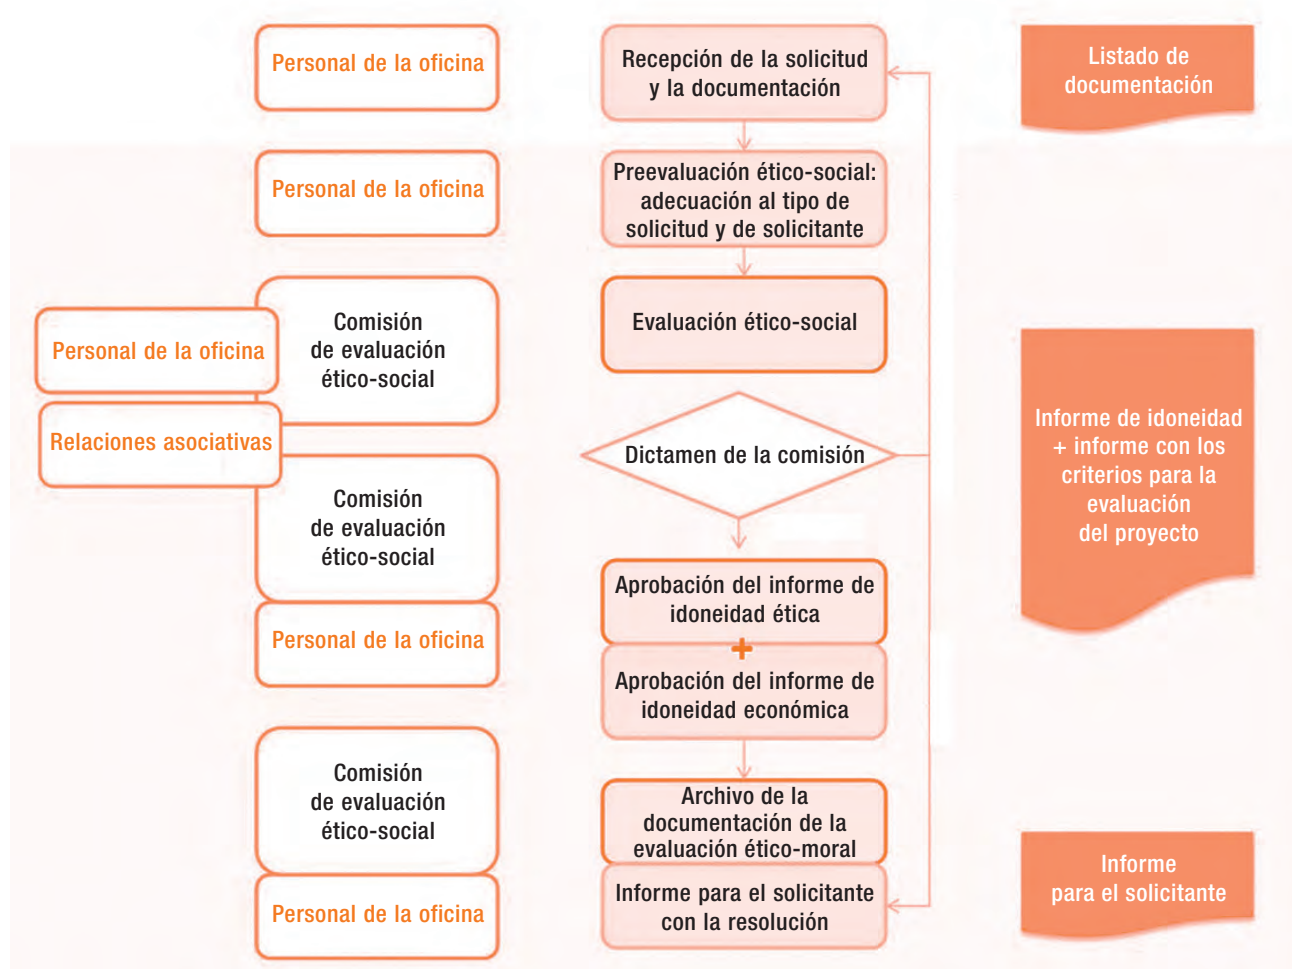 Personal de la oficina
Recepción de la solicitud
y la documentación
Listado de
documentación
Personal de la oficina
Preevaluación ético-social:
adecuación al tipo de
solicitud y de solicitante
Personal de la oficina
Relaciones asociativas
Comisión
de evaluación
ético-social
Evaluación ético-social
Dictamen de la comisión
Informe de idoneidad
+ informe con los
criterios para la
evaluación
del proyecto
Comisión
de evaluación
ético-social
Personal de la oficina
Aprobación del informe de
idoneidad ética
+
Aprobación del informe de
idoneidad económica
Comisión
de evaluación
ético-social
Personal de la oficina
Archivo de la
documentación de la
evaluación ético-moral
Informe para el solicitante
con la resolución
Informe
para el solicitante